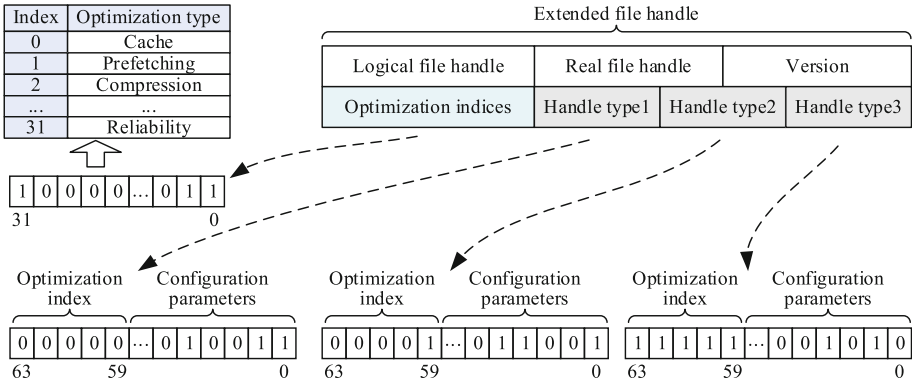 Index Optimization type
0 Cache
1 Prefetching
2 Compression
... ...
31 Reliability
Extended file handle
Logical file handle Real file handle Version
Optimization indices Handle type1 Handle type2 Handle type3
1 0 0 0 0 ... 0 1 1
31 0
Optimization index Configuration parameters
0 0 0 0 0 ... 0 1 0 0 1 1
63 59 0
Optimization index Configuration parameters
0 0 0 0 1 ... 0 1 1 0 0 1
63 59 0
Optimization index Configuration parameters
1 1 1 1 1 ... 0 0 1 0 1 0
63 59 0